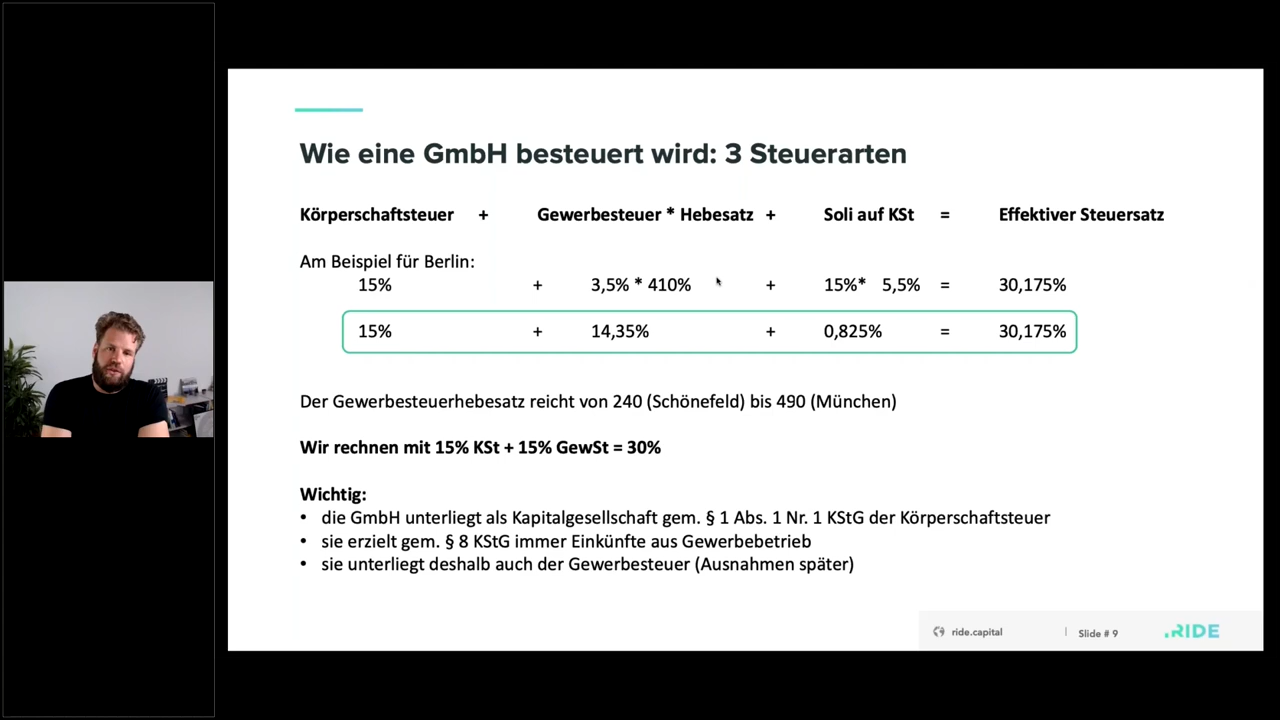 Wie eine GmbH besteuert wird: 3 Steuerarten
Körperschaftsteuer + Gewerbesteuer * Hebesatz + Soli auf KSt = Effektiver Steuersatz
Am Beispiel für Berlin:
15% + 3,5% * 410% + 15%* 5,5% = 30,175%
15% + 14,35% + 0,825% = 30,175%
Der Gewerbesteuerhebesatz reicht von 240 (Schönefeld) bis 490 (München)
Wir rechnen mit 15% KSt + 15% GewSt = 30%
Wichtig:
• die GmbH unterliegt als Kapitalgesellschaft gem. § 1 Abs. 1 Nr. 1 KStG der Körperschaftsteuer
• sie erzielt gem. § 8 KStG immer Einkünfte aus Gewerbebetrieb
• sie unterliegt deshalb auch der Gewerbesteuer (Ausnahmen später)
ride.capital | Slide # 9 .RIDE